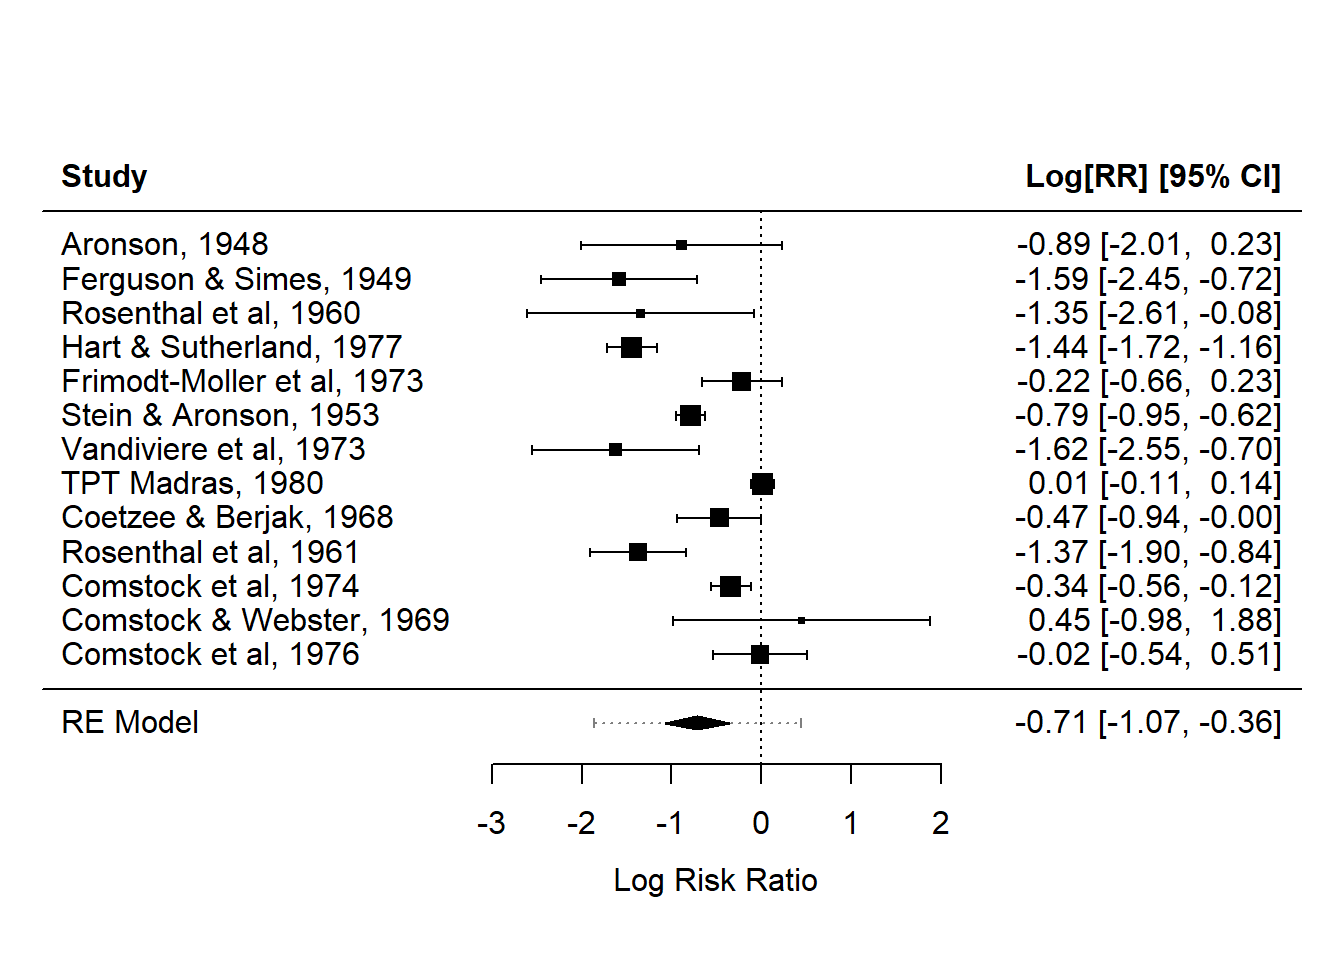 Study Log[RR] [95% CI]
Aronson, 1948 -0.89 [-2.01, 0.23]
Ferguson & Simes, 1949 -1.59 [-2.45, -0.72]
Rosenthal et al, 1960 -1.35 [-2.61, -0.08]
Hart & Sutherland, 1977 -1.44 [-1.72, -1.16]
Frimodt-Moller et al, 1973 -0.22 [-0.66, 0.23]
Stein & Aronson, 1953 -0.79 [-0.95, -0.62]
Vandiviere et al, 1973 -1.62 [-2.55, -0.70]
TPT Madras, 1980 0.01 [-0.11, 0.14]
Coetzee & Berjak, 1968 -0.47 [-0.94, -0.00]
Rosenthal et al, 1961 -1.37 [-1.90, -0.84]
Comstock et al, 1974 -0.34 [-0.56, -0.12]
Comstock & Webster, 1969 0.45 [-0.98, 1.88]
Comstock et al, 1976 -0.02 [-0.54, 0.51]
RE Model -0.71 [-1.07, -0.36]
-3 -2 -1 0 1 2
Log Risk Ratio